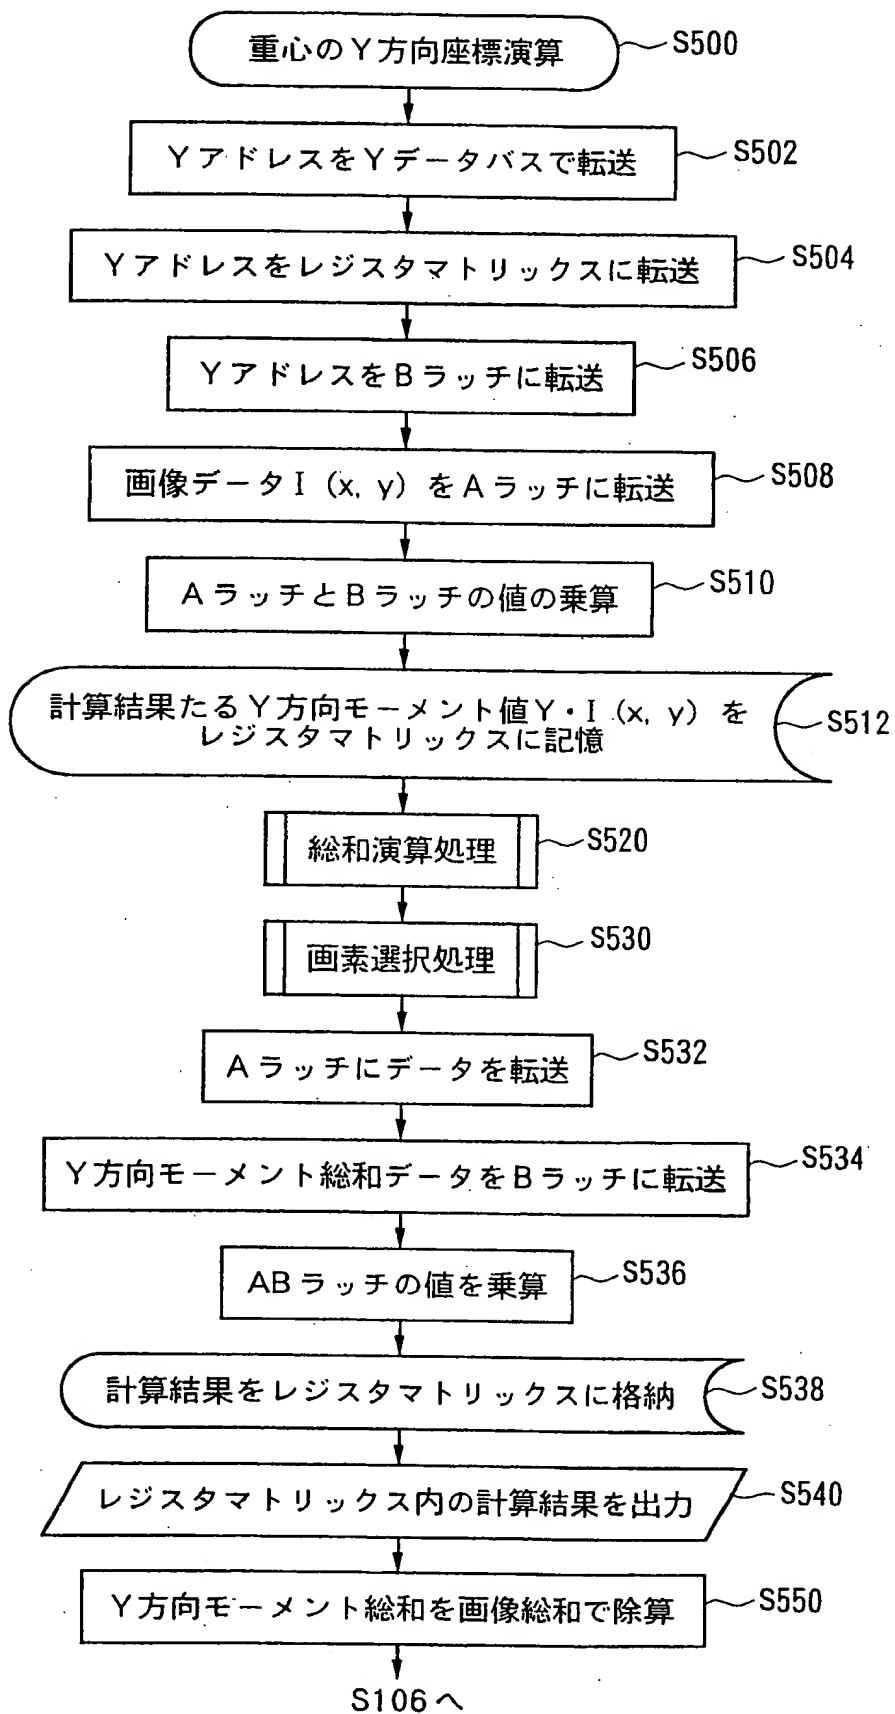 重心のY方向座標演算 S500
YアドレスをYデータバスで転送 S502
Yアドレスをレジスタマトリックスに転送 S504
YアドレスをBラッチに転送 S506
画像データI (x, y) をAラッチに転送 S508
AラッチとBラッチの値の乗算 S510
計算結果たるY方向モーメント値Y・I (x, y) を
レジスタマトリックスに記憶 S512
総和演算処理 S520
画素選択処理 S530
Aラッチにデータを転送 S532
Y方向モーメント総和データをBラッチに転送 S534
ABラッチの値を乗算 S536
計算結果をレジスタマトリックスに格納 S538
レジスタマトリックス内の計算結果を出力 S540
Y方向モーメント総和を画像総和で除算 S550
S106へ